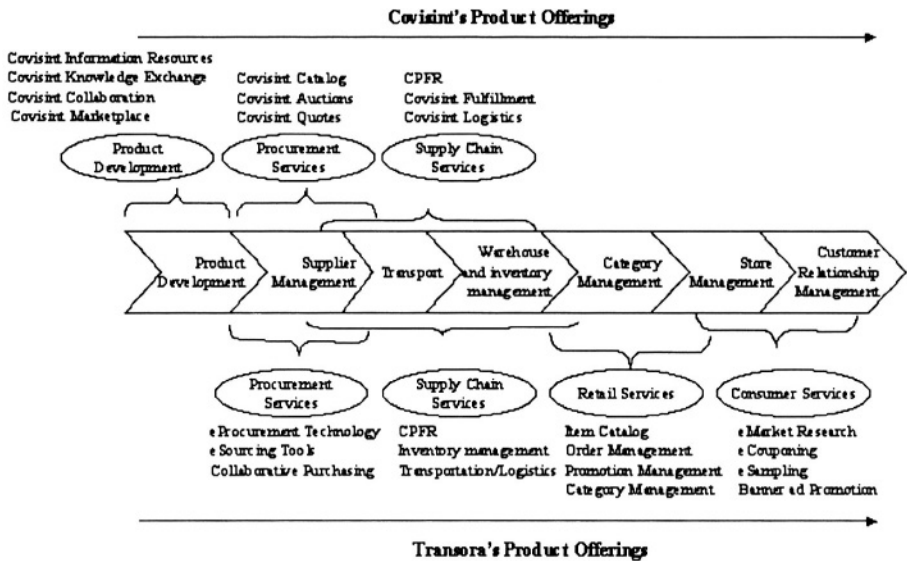 Covisint's Product Offerings
Covisint Information Resources
Covisint Knowledge Exchange
Covisint Collaboration
Covisint Marketplace
Covisint Catalog
Covisint Auctions
Covisint Quotes
CPFR
Covisint Fulfillment
Covisint Logistics
Product
Development
Procurement
Services
Supply Chain
Services
Product
Development
Supplier
Management
Transport
Warehouse
and inventory
management
Category
Management
Store
Management
Customer
Relationship
Management
Procurement
Services
Supply Chain
Services
Retail Services
Consumer Services
eProcurement Technology
eSourcing Tools
Collaborative Purchasing
CPFR
Inventory management
Transportation/Logistics
Item Catalog
Order Management
Promotion Management
Category Management
eMarket Research
eCouponing
eSampling
Banner ad Promotion
Transora's Product Offerings